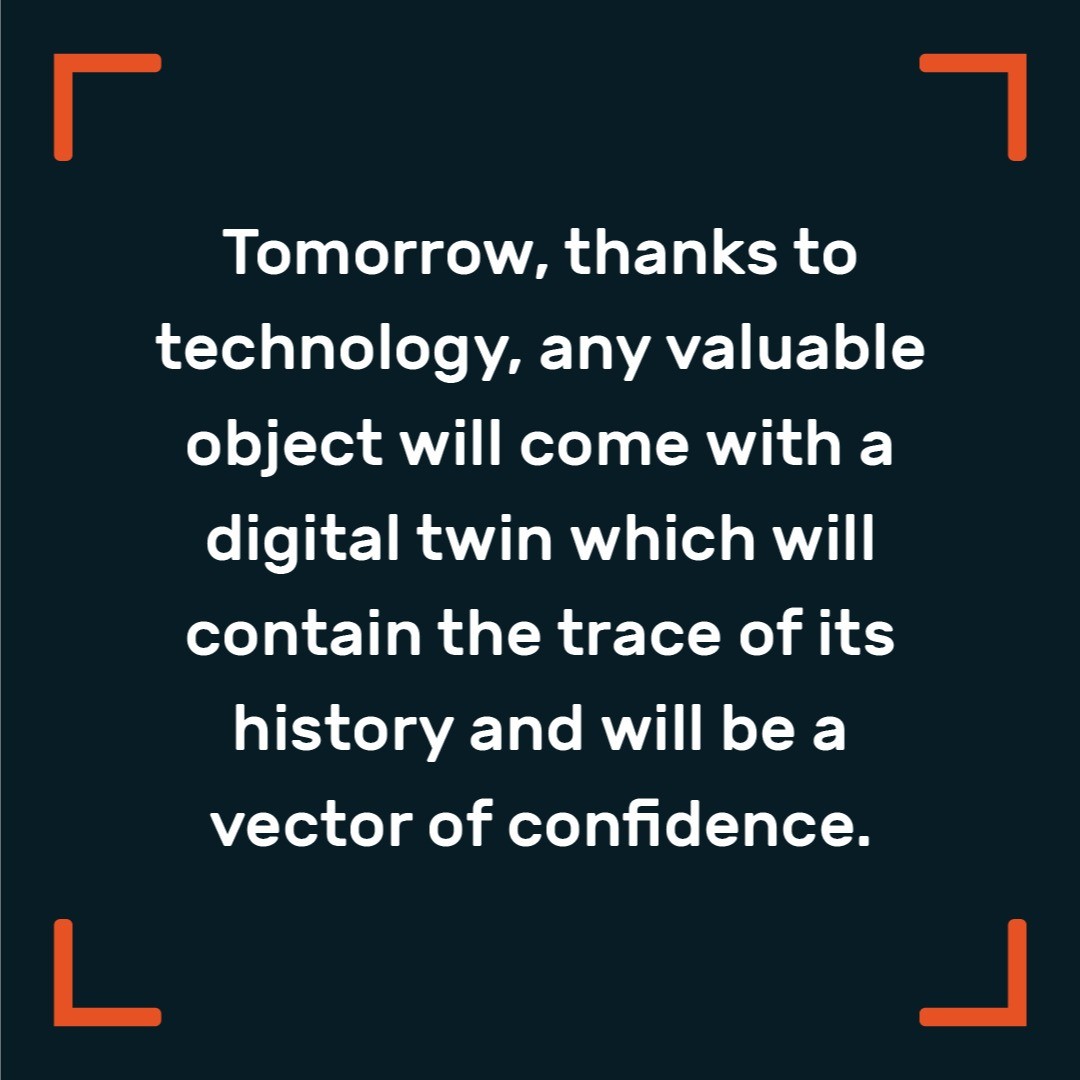 Tomorrow, thanks to
technology, any valuable
object will come with a
digital twin which will
contain the trace of its
history and will be a
vector of confidence.